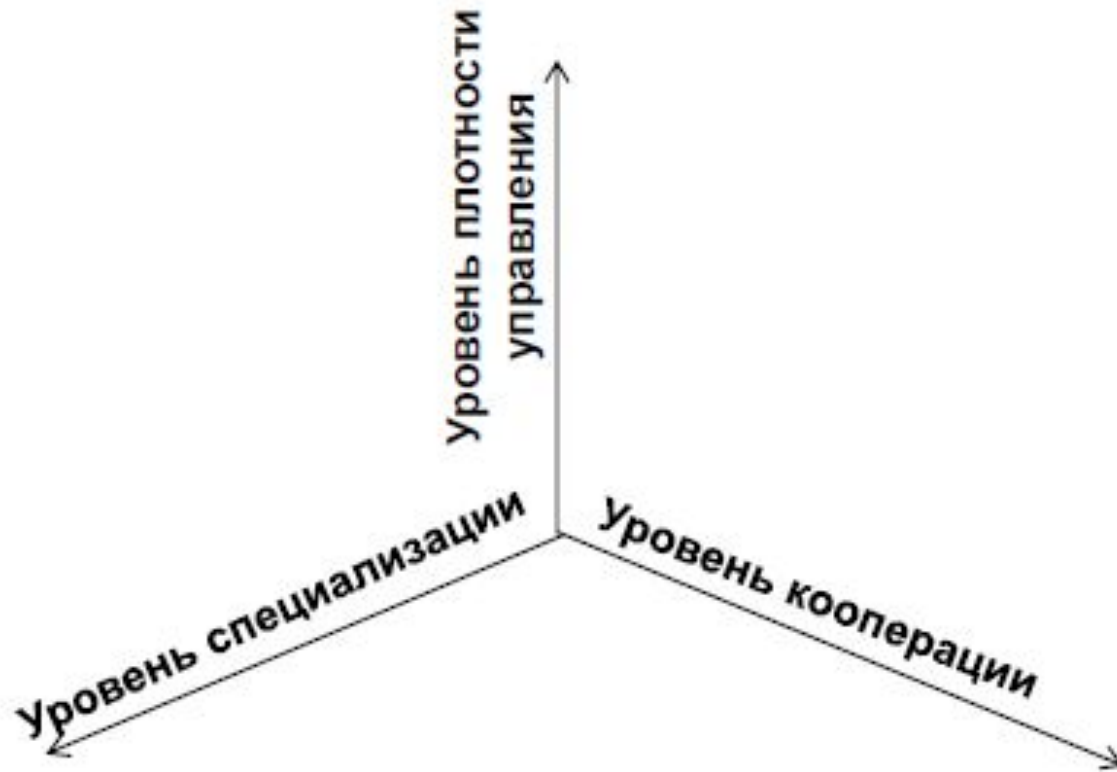 Уровень плотности
управления
Уровень специализации
Уровень кооперации